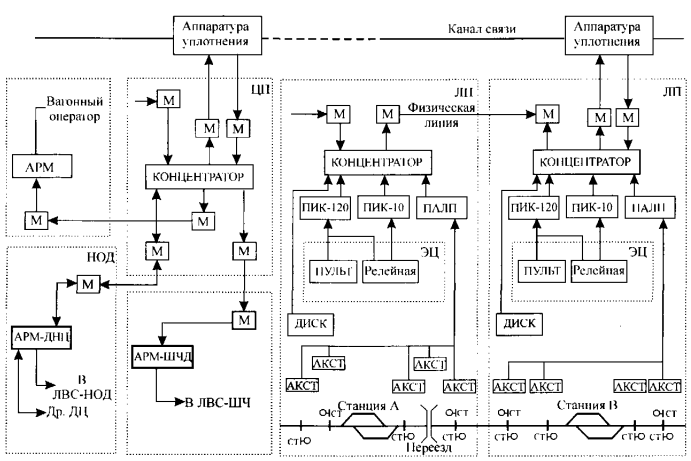 Аппаратура
уплотнения
Канал связи
Аппаратура
уплотнения
Вагонный
оператор
АРМ
М
ЦП
М
М
М
КОНЦЕНТРАТОР
М
М
М
ЛП
М
М
Физическая
линия
КОНЦЕНТРАТОР
ПИК-120
ПИК-10
ПАЛП
ЭЦ
ПУЛЬТ
Релейная
ДИСК
АКСТ
АКСТ
АКСТ
АКСТ
АКСТ
ЛП
М
М
М
КОНЦЕНТРАТОР
ПИК-120
ПИК-10
ПАЛП
ЭЦ
ПУЛЬТ
Релейная
ДИСК
АКСТ
АКСТ
АКСТ
АКСТ
НОД
М
АРМ-ДНЦ
В
ЛВС-НОД
Др. ДЦ
М
АРМ-ШЧД
В ЛВС-ШЧ
Станция А
Станция В
Переезд